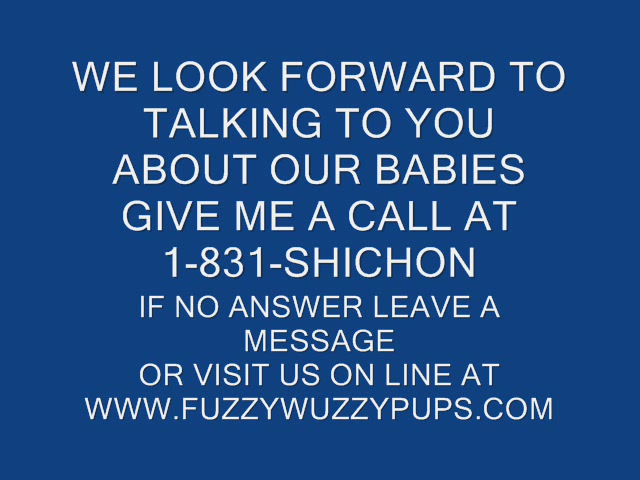 WE LOOK FORWARD TO
TALKING TO YOU
ABOUT OUR BABIES
GIVE ME A CALL AT
1-831-SHICHON
IF NO ANSWER LEAVE A
MESSAGE
OR VISIT US ON LINE AT
WWW.FUZZYWUZZYPUPS.COM